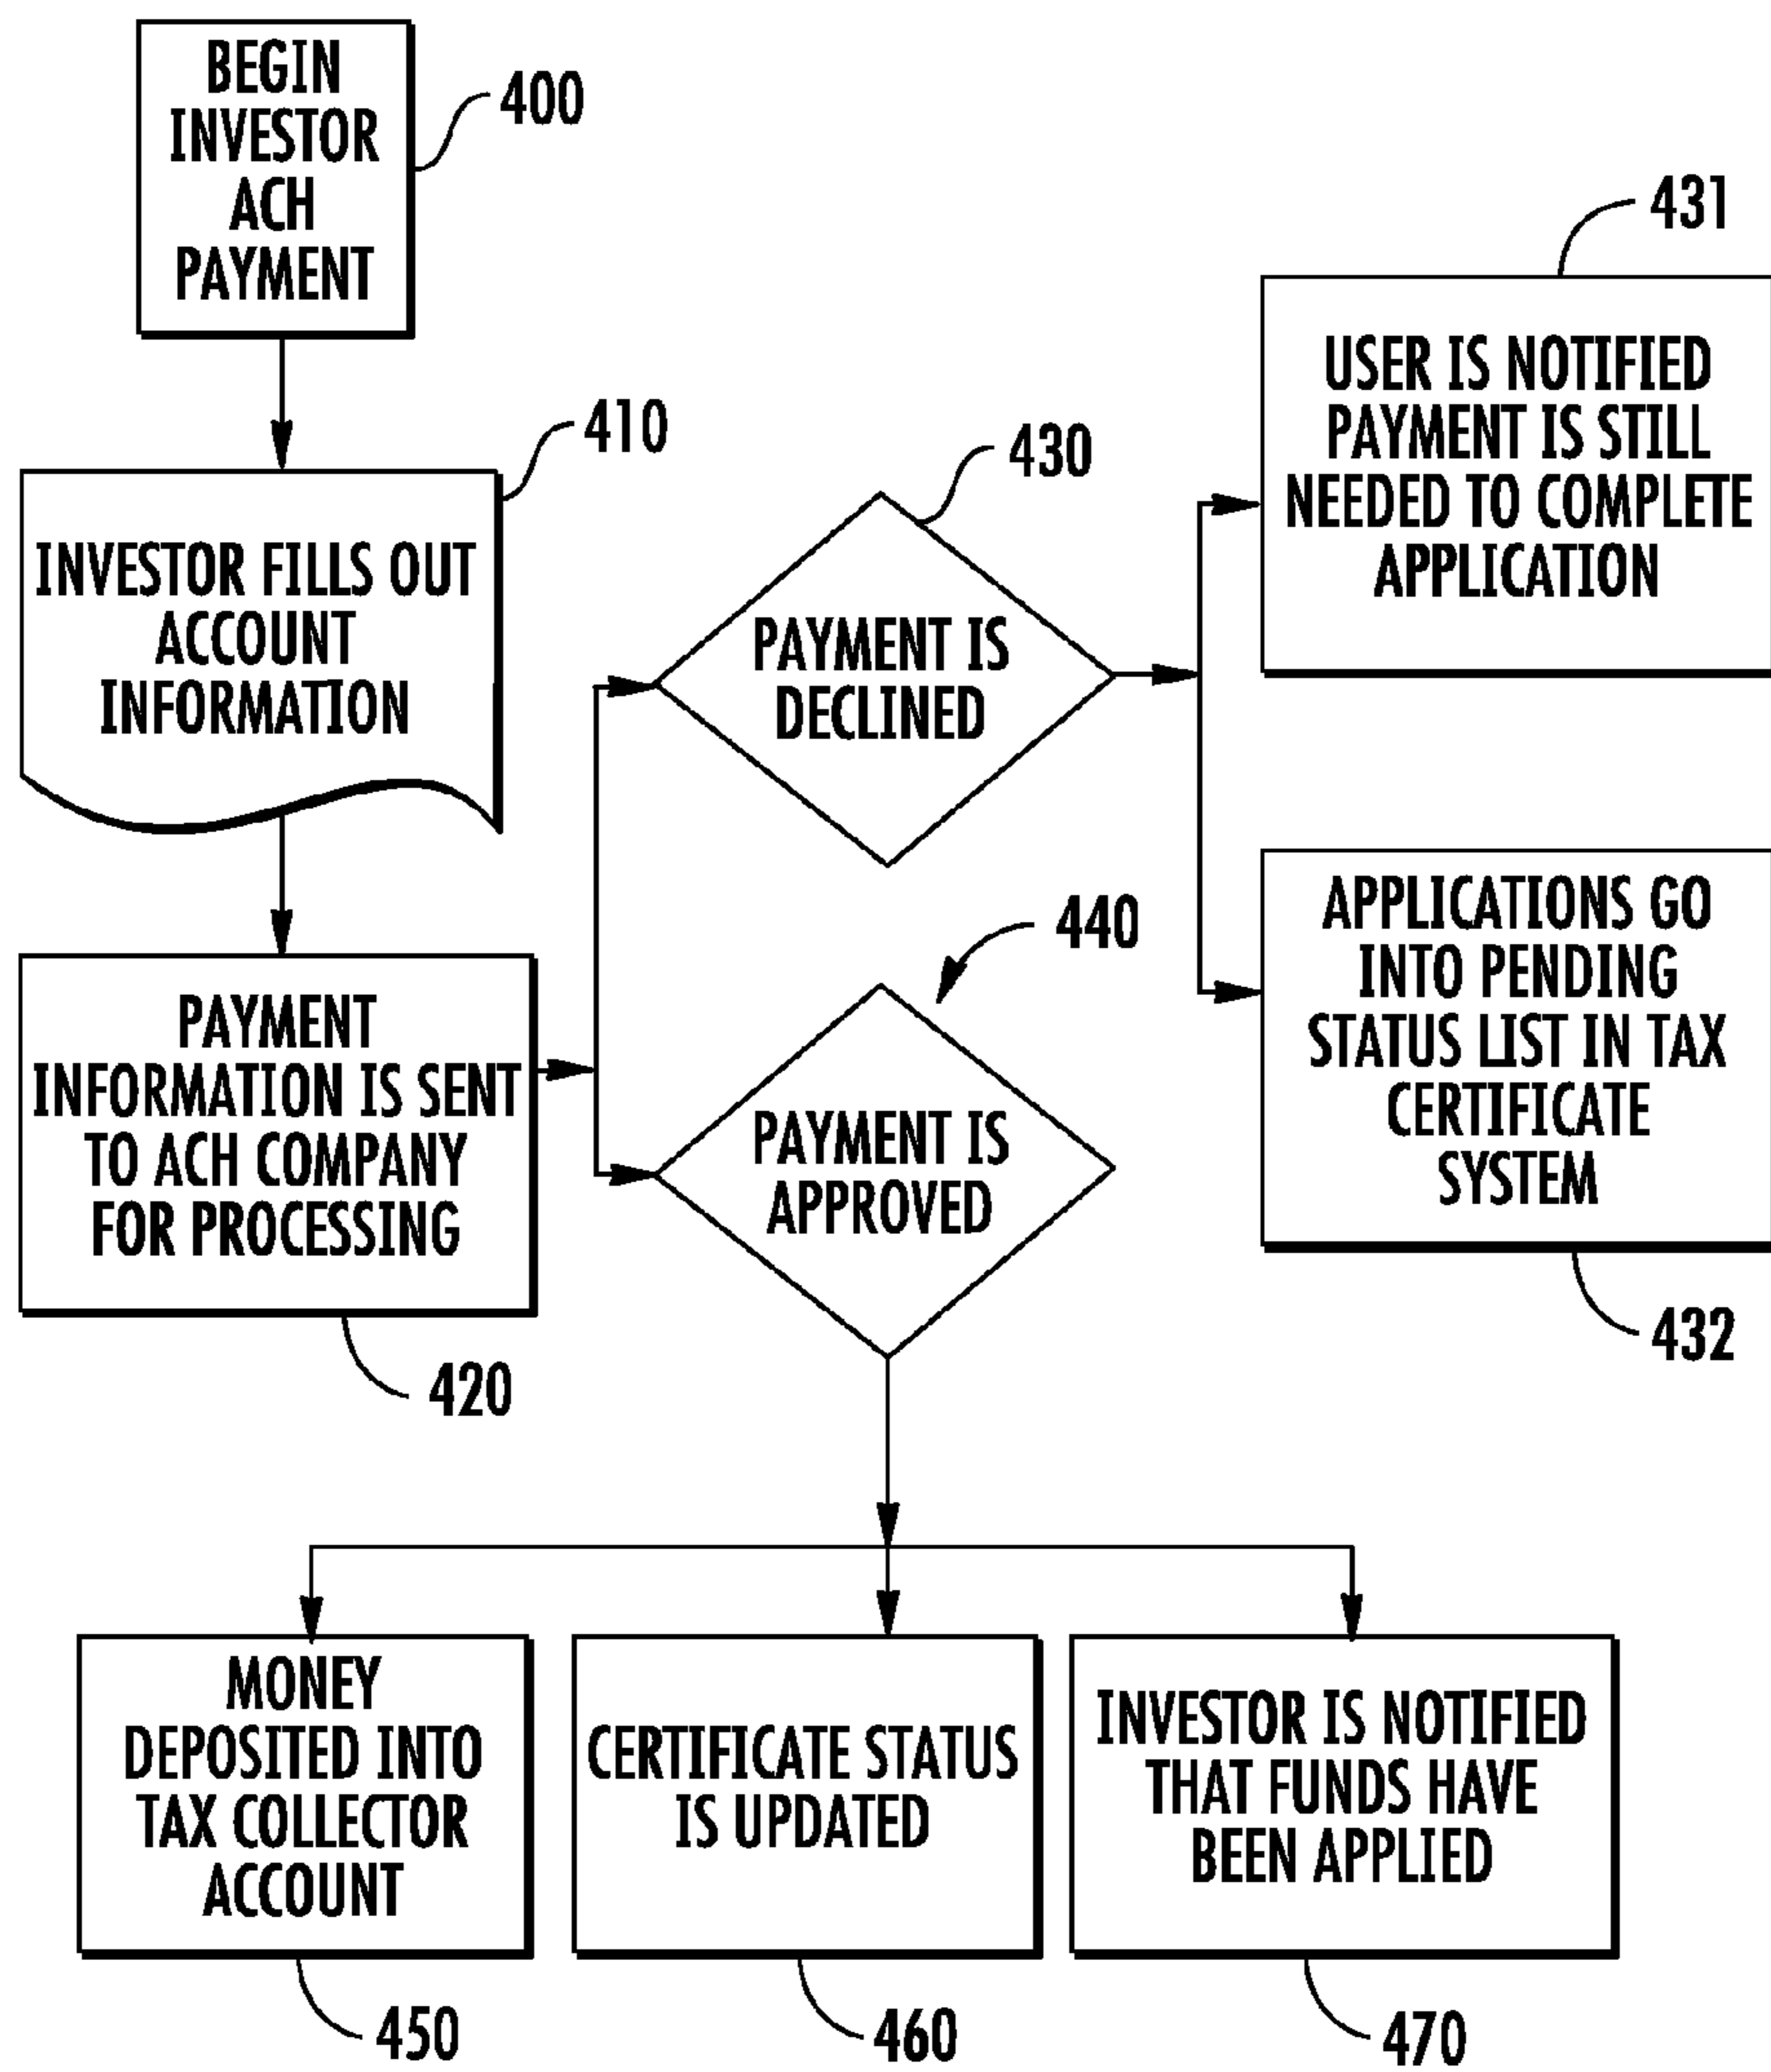 BEGIN
INVESTOR
ACH
PAYMENT
400
INVESTOR FILLS OUT
ACCOUNT
INFORMATION
410
PAYMENT
INFORMATION IS SENT
TO ACH COMPANY
FOR PROCESSING
420
PAYMENT IS
DECLINED
430
USER IS NOTIFIED
PAYMENT IS STILL
NEEDED TO COMPLETE
APPLICATION
431
APPLICATIONS GO
INTO PENDING
STATUS LIST IN TAX
CERTIFICATE
SYSTEM
432
440
PAYMENT IS
APPROVED
MONEY
DEPOSITED INTO
TAX COLLECTOR
ACCOUNT
450
CERTIFICATE STATUS
IS UPDATED
460
INVESTOR IS NOTIFIED
THAT FUNDS HAVE
BEEN APPLIED
470